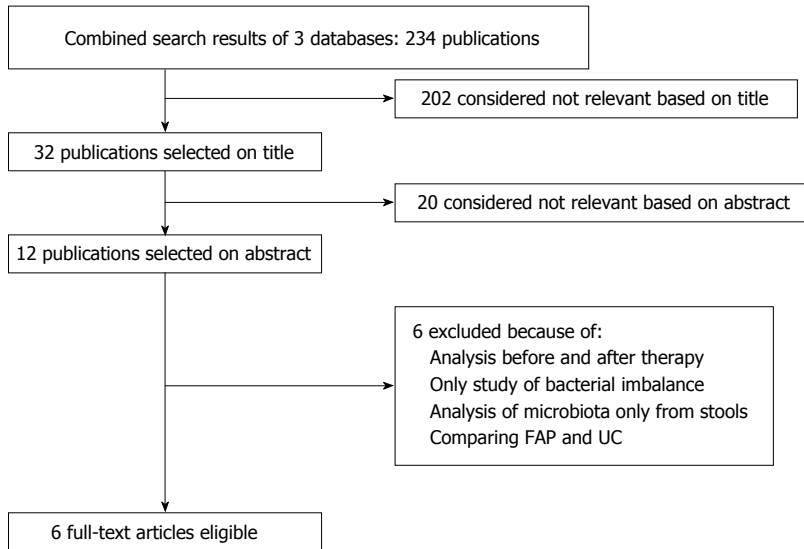 Combined search results of 3 databases: 234 publications
202 considered not relevant based on title
32 publications selected on title
20 considered not relevant based on abstract
12 publications selected on abstract
6 excluded because of:
Analysis before and after therapy
Only study of bacterial imbalance
Analysis of microbiota only from stools
Comparing FAP and UC
6 full-text articles eligible